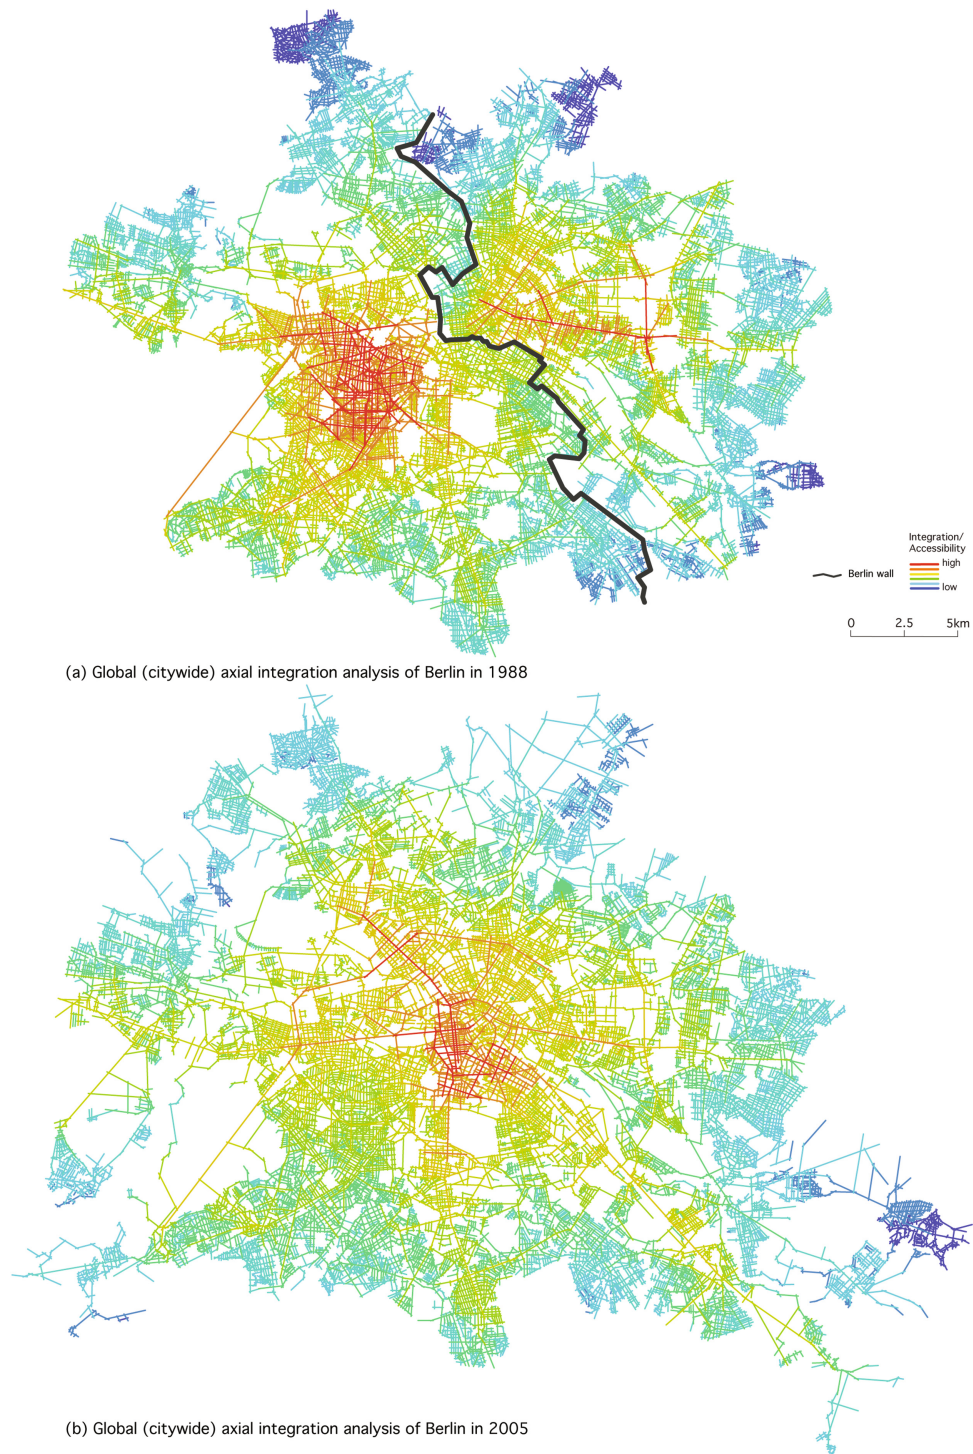 Integration/
Accessibility
high
low
Berlin wall
0 2.5 5km
(a) Global (citywide) axial integration analysis of Berlin in 1988
(b) Global (citywide) axial integration analysis of Berlin in 2005